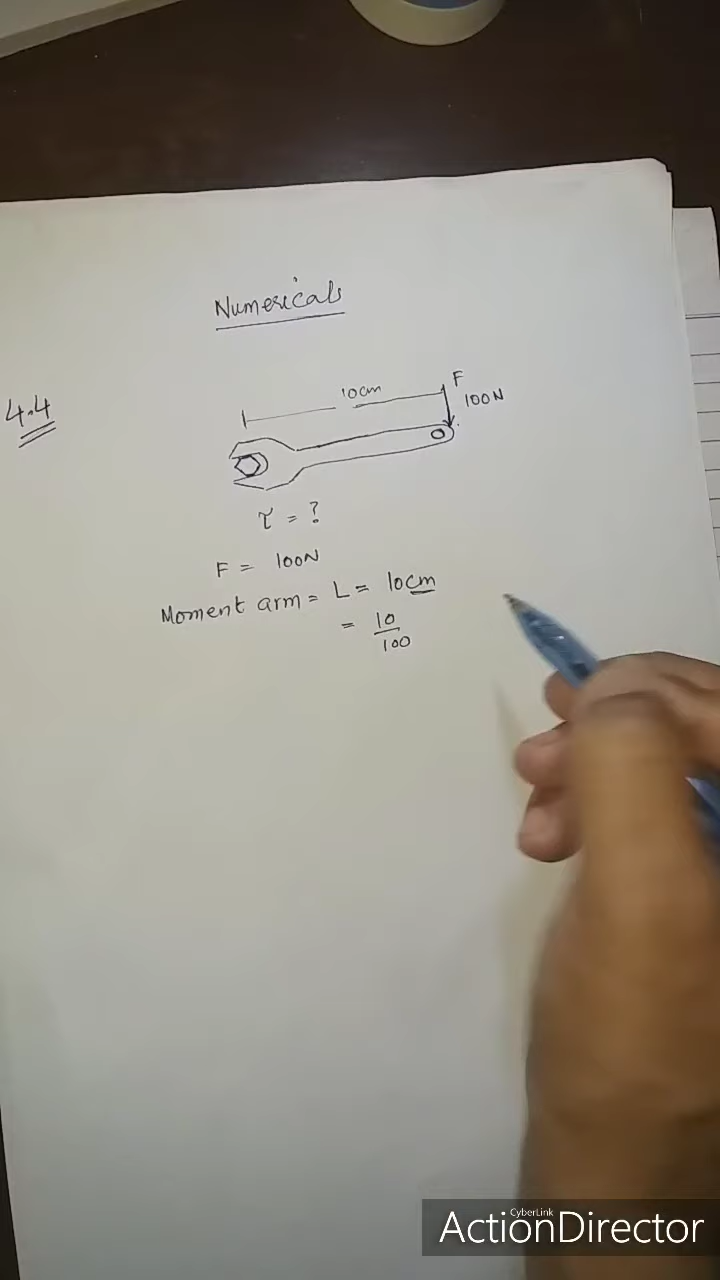 Numericals
4.4
10cm
F
100N
τ = ?
F = 100N
Moment arm = L = 10cm
= 10
100
CyberLink
ActionDirector